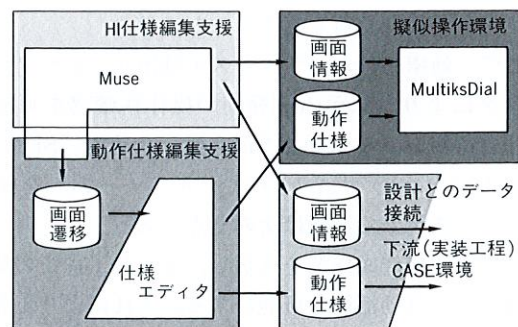 HI仕様編集支援
Muse
動作仕様編集支援
画面
遷移
仕様
エディタ
擬似操作環境
画面
情報
動作
仕様
MultiksDial
画面
情報
動作
仕様
設計とのデータ
接続
下流(実装工程)
CASE環境